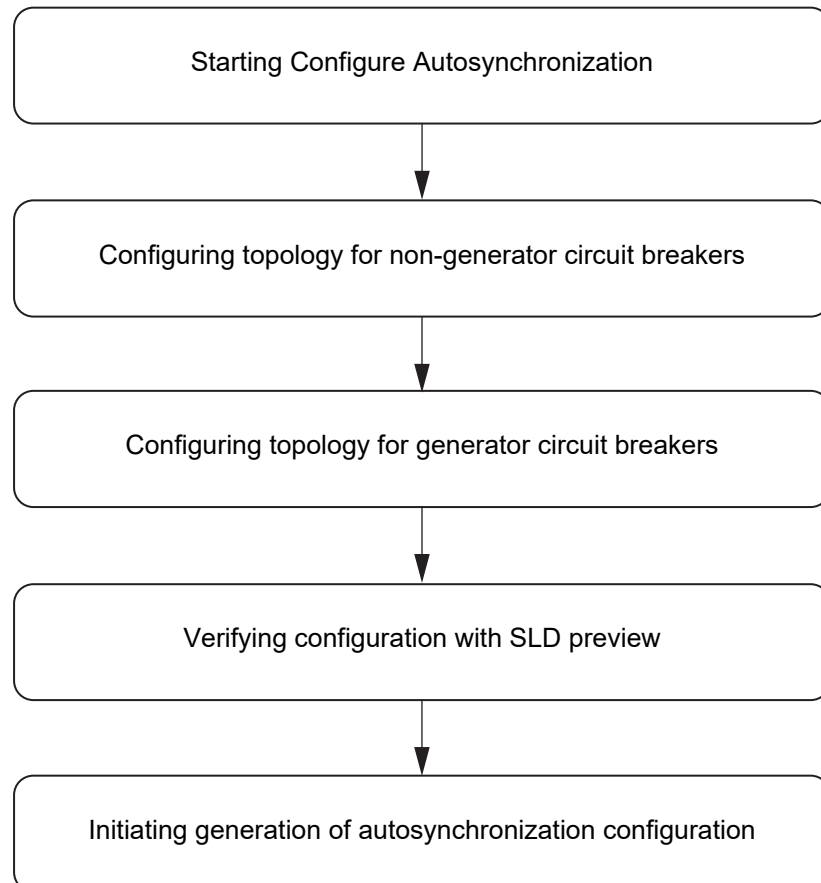 Starting Configure Autosynchronization
Configuring topology for non-generator circuit breakers
Configuring topology for generator circuit breakers
Verifying configuration with SLD preview
Initiating generation of autosynchronization configuration